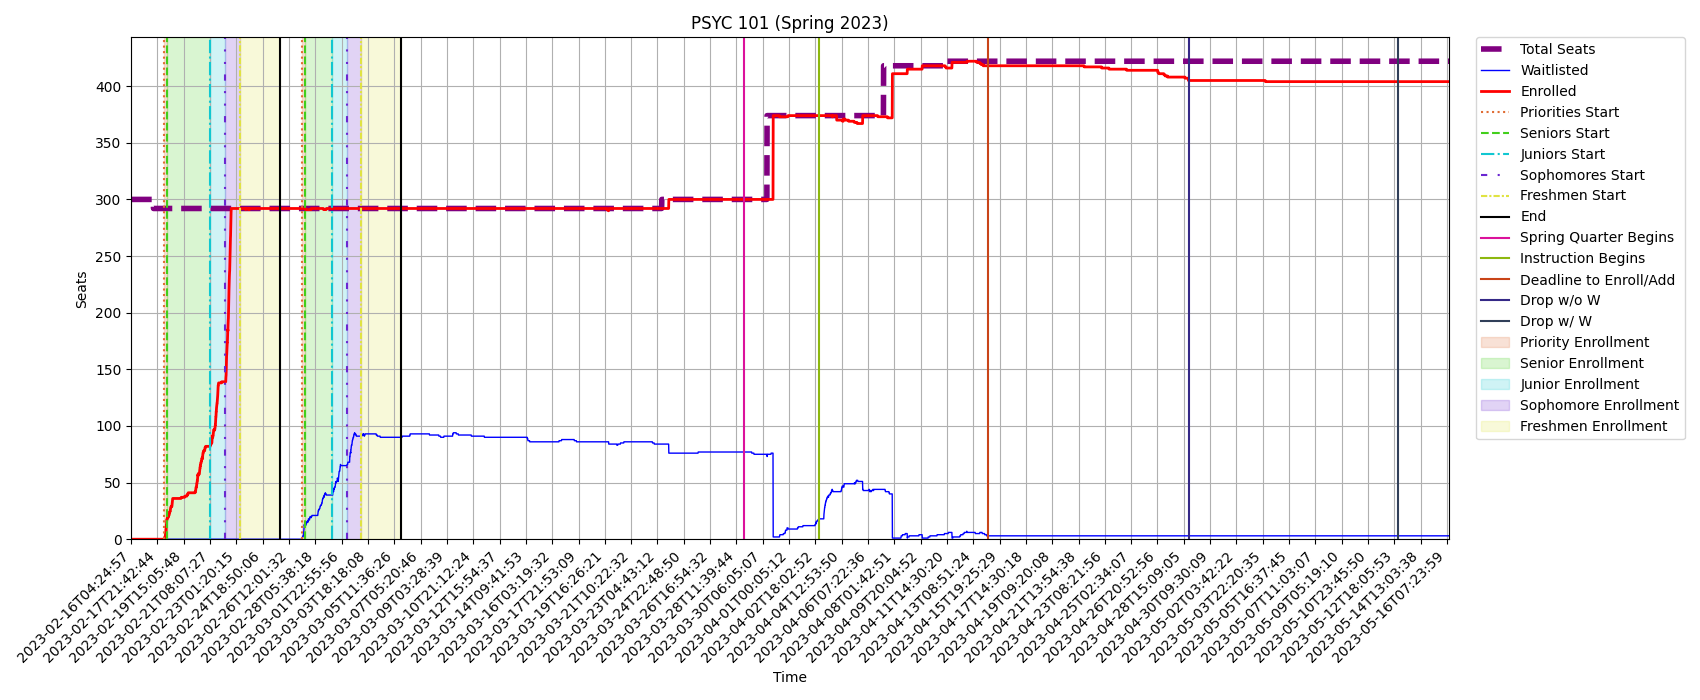 PSYC 101 (Spring 2023)
Seats
400
350
300
250
200
150
100
50
0
2023-02-16T04:24:57
2023-02-17T21:42:44
2023-02-19T15:05:48
2023-02-21T08:07:27
2023-02-23T01:20:15
2023-02-24T18:50:06
2023-02-26T12:01:32
2023-02-28T05:38:18
2023-03-01T22:55:56
2023-03-03T18:18:08
2023-03-05T11:36:26
2023-03-07T05:20:46
2023-03-09T03:28:39
2023-03-10T21:12:24
2023-03-12T15:54:37
2023-03-14T09:41:53
2023-03-16T03:19:32
2023-03-17T21:53:09
2023-03-19T16:26:21
2023-03-21T10:22:32
2023-03-23T04:43:12
2023-03-24T22:48:50
2023-03-26T16:54:32
2023-03-28T11:39:44
2023-03-30T06:05:07
2023-04-01T00:05:12
2023-04-02T18:02:52
2023-04-04T12:53:50
2023-04-06T07:22:36
2023-04-08T01:42:51
2023-04-09T20:04:52
2023-04-11T14:30:20
2023-04-13T08:51:24
2023-04-15T19:25:29
2023-04-17T14:30:18
2023-04-19T09:20:08
2023-04-21T13:54:38
2023-04-23T08:21:56
2023-04-25T02:34:07
2023-04-26T20:52:56
2023-04-28T15:09:05
2023-04-30T09:30:09
2023-05-02T03:42:22
2023-05-03T22:20:35
2023-05-05T16:37:45
2023-05-07T11:03:07
2023-05-09T05:19:16
2023-05-10T23:45:50
2023-05-12T18:05:53
2023-05-14T13:03:38
2023-05-16T07:23:59
Time
Total Seats
Waitlisted
Enrolled
Priorities Start
Seniors Start
Juniors Start
Sophomores Start
Freshmen Start
End
Spring Quarter Begins
Instruction Begins
Deadline to Enroll/Add
Drop w/o W
Drop w/ W
Priority Enrollment
Senior Enrollment
Junior Enrollment
Sophomore Enrollment
Freshmen Enrollment